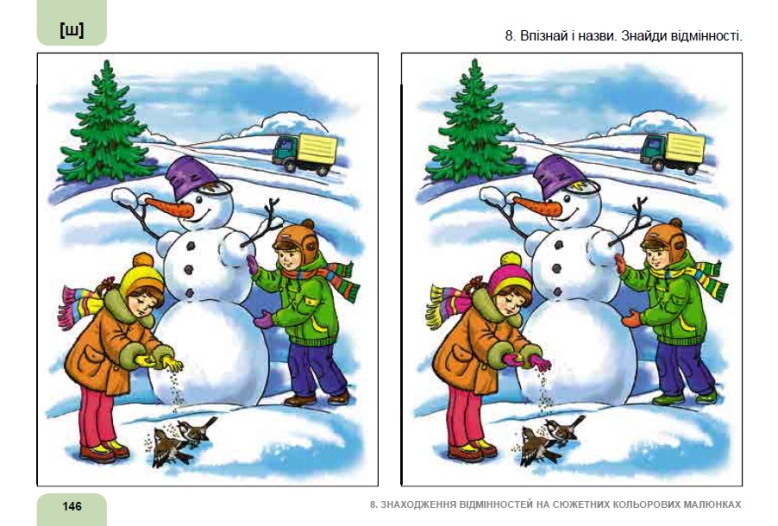 [ш]
8. Впізнай і назви. Знайди відмінності.
146
8. ЗНАХОДЖЕННЯ ВІДМІННОСТЕЙ НА СЮЖЕТНИХ КОЛЬОРОВИХ МАЛЮНКАХ